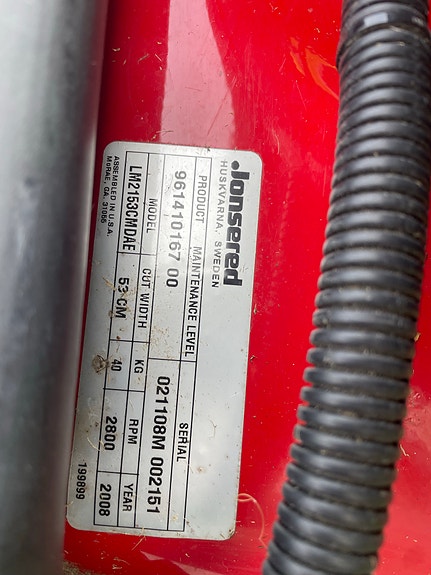 Jonsered
HUSKVARNA, SWEDEN
PRODUCT MAINTENANCE LEVEL SERIAL
961410167 00 021108M 002151
MODEL CUT WIDTH KG RPM YEAR
LM2153CMDAE 53 CM 40 2800 2008
ASSEMBLED IN U.S.A.
McRAE, GA. 31055
199899